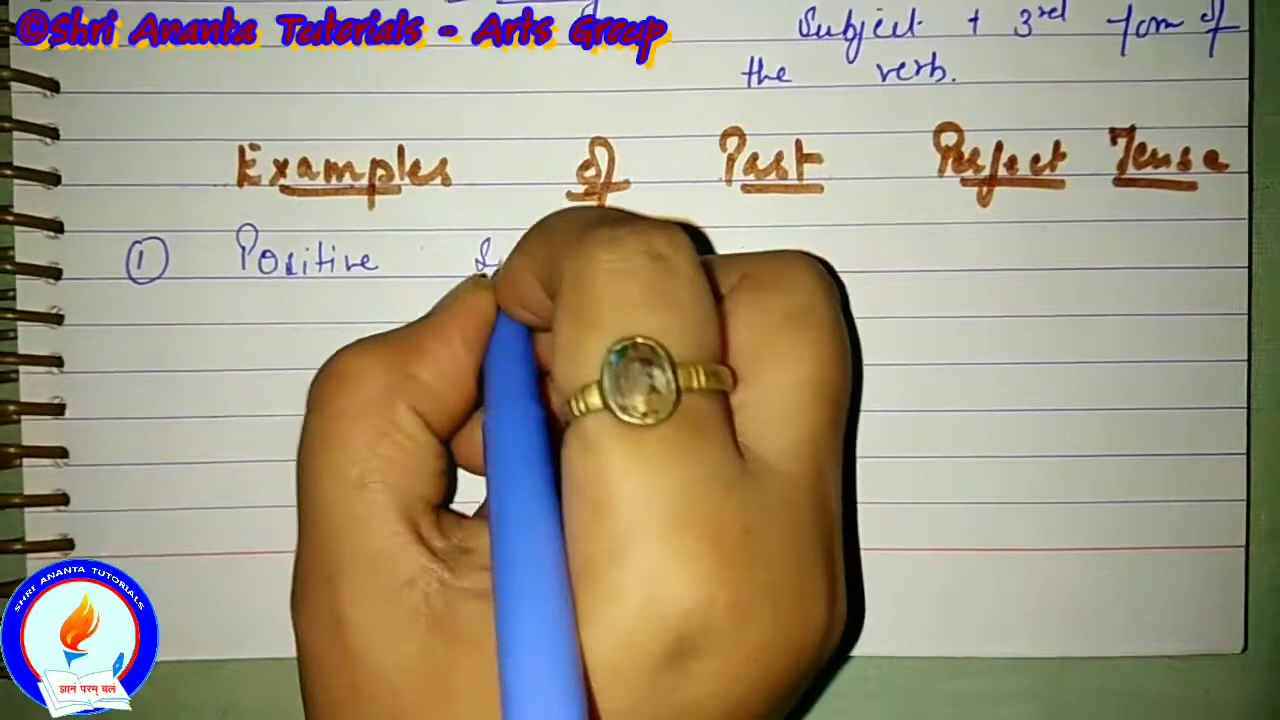 ©Shri Ananta Tutorials - Arts Group
Subject + 3rd form of
the verb.
Examples of Past Perfect Tense
① Positive
SHRI ANANTA TUTORIALS
ज्ञानं परम् बलं